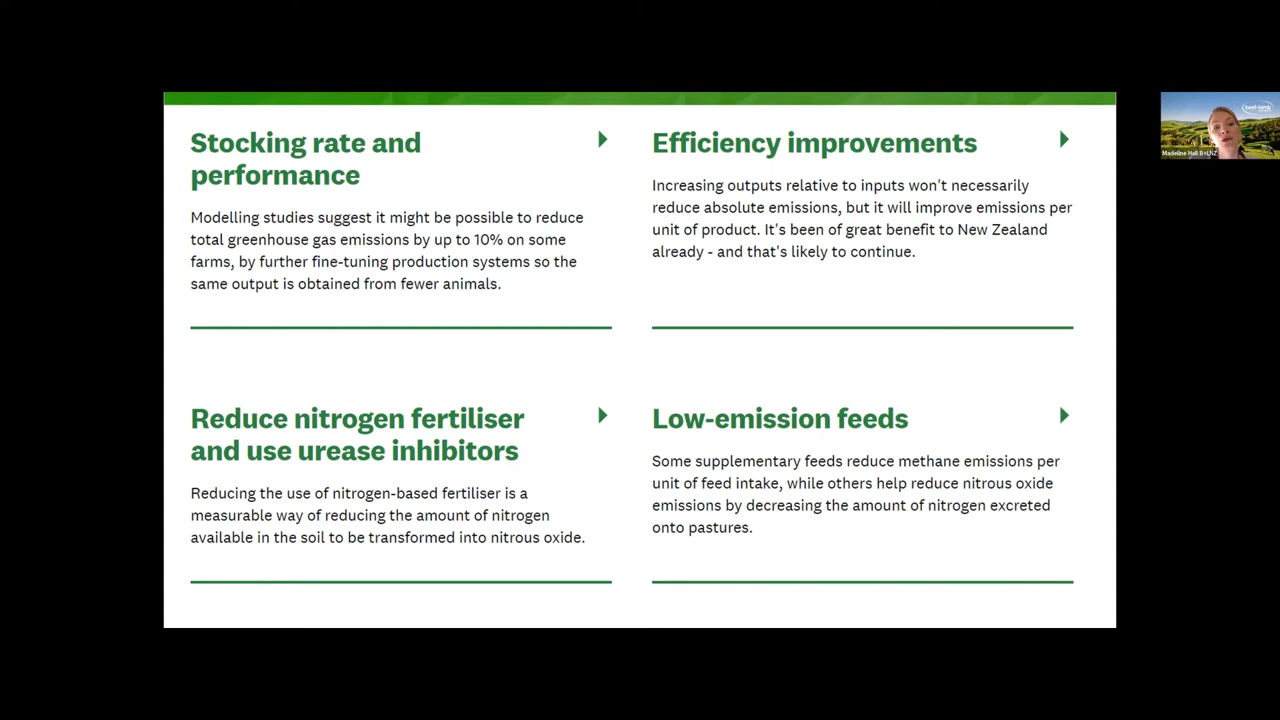 Stocking rate and
performance
Modelling studies suggest it might be possible to reduce
total greenhouse gas emissions by up to 10% on some
farms, by further fine-tuning production systems so the
same output is obtained from fewer animals.
Efficiency improvements
Increasing outputs relative to inputs won't necessarily
reduce absolute emissions, but it will improve emissions per
unit of product. It's been of great benefit to New Zealand
already - and that's likely to continue.
Reduce nitrogen fertiliser
and use urease inhibitors
Reducing the use of nitrogen-based fertiliser is a
measurable way of reducing the amount of nitrogen
available in the soil to be transformed into nitrous oxide.
Low-emission feeds
Some supplementary feeds reduce methane emissions per
unit of feed intake, while others help reduce nitrous oxide
emissions by decreasing the amount of nitrogen excreted
onto pastures.
beef+lamb
Madeline Hall B+LNZ